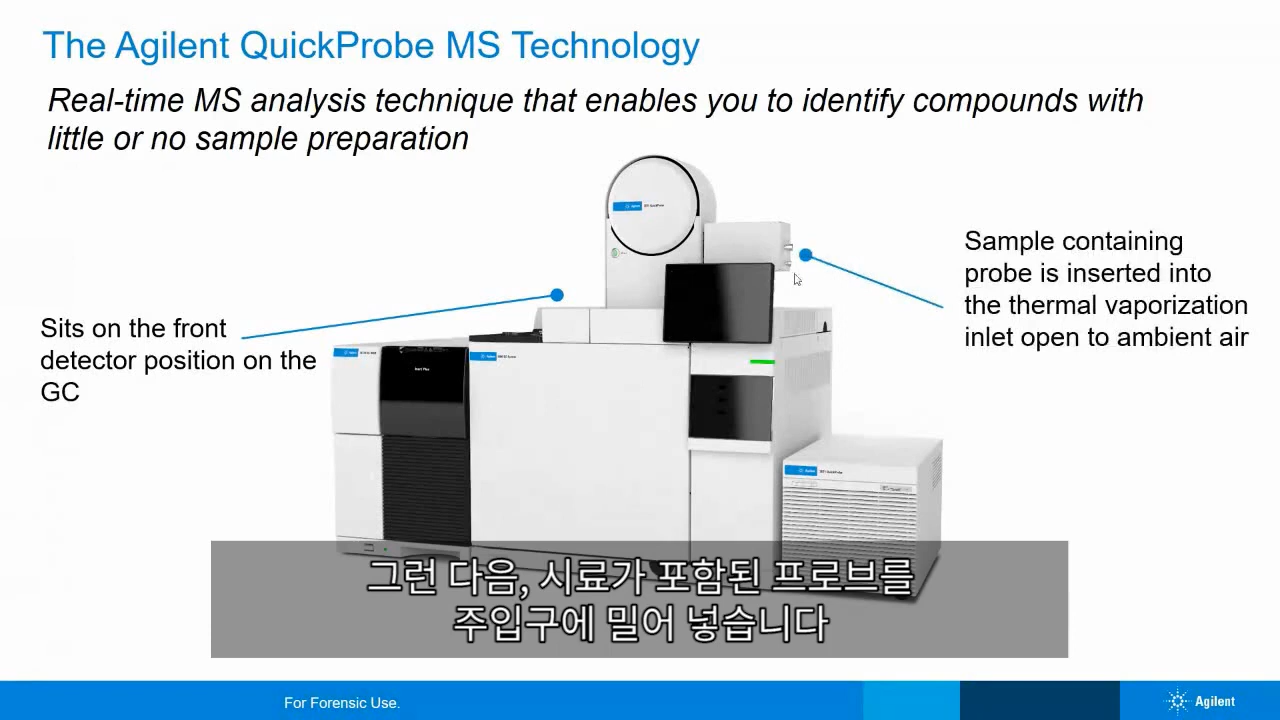 The Agilent QuickProbe MS Technology
Real-time MS analysis technique that enables you to identify compounds with
little or no sample preparation
Sample containing
probe is inserted into
the thermal vaporization
inlet open to ambient air
Sits on the front
detector position on the
GC
Agilent
그런 다음, 시료가 포함된 프로브를
주입구에 밀어 넣습니다
For Forensic Use.
Agilent